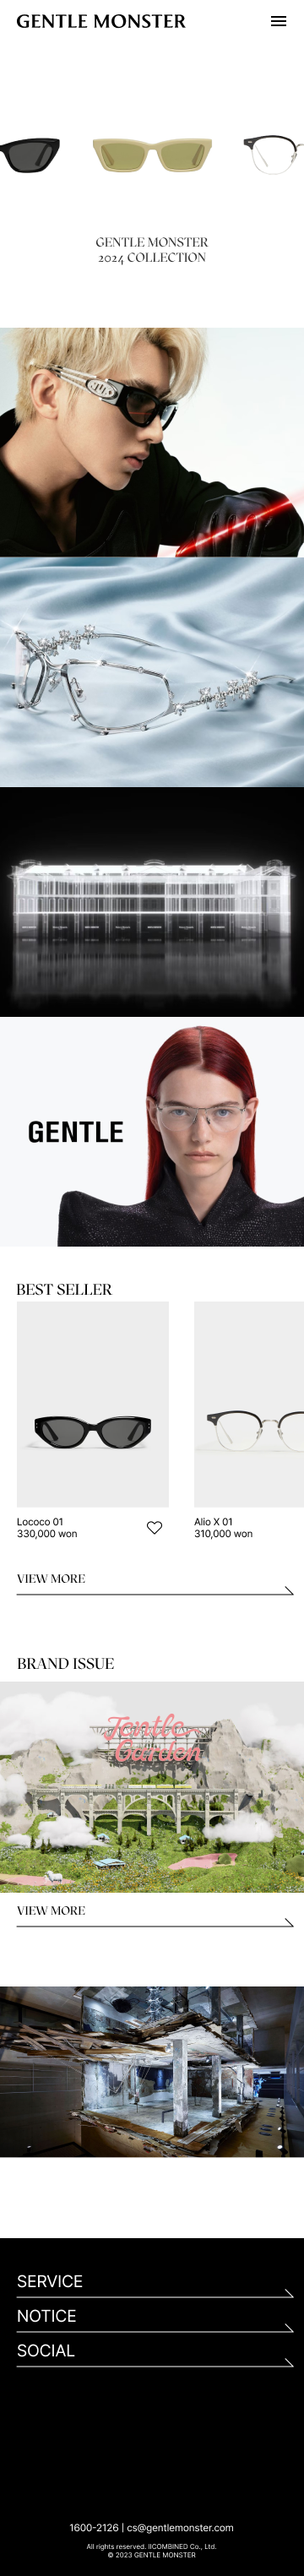 GENTLE MONSTER
GENTLE MONSTER
2024 COLLECTION
GENTLE
BEST SELLER
Lococo 01
330,000 won
Alio X 01
310,000 won
VIEW MORE
BRAND ISSUE
Jentle
Garden
VIEW MORE
SERVICE
NOTICE
SOCIAL
1600-2126 | cs@gentlemonster.com
All rights reserved. IICOMBINED Co., Ltd.
© 2023 GENTLE MONSTER